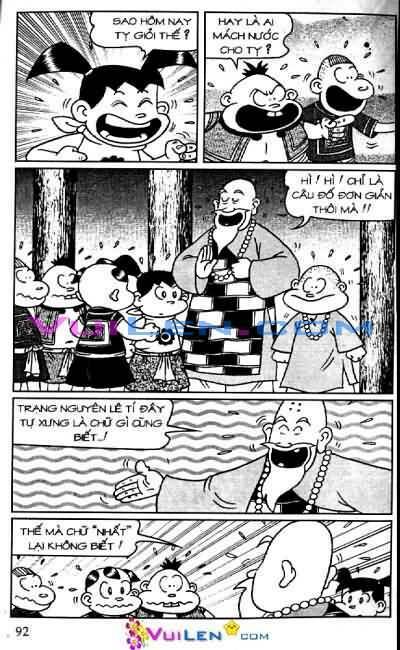 SAO HÔM NAY
TỴ GIỎI THẾ ?
HAY LÀ AI
MÁCH NƯỚC
CHO TỴ ?
HÌ ! HÌ ! CHỈ LÀ
CÂU ĐỐ ĐƠN GIẢN
THÔI MÀ !!
VUILEN.COM
TRẠNG NGUYÊN LÊ TÍ ĐÂY
TỰ XƯNG LÀ CHỮ GÌ CŨNG
BIẾT..!
THẾ MÀ CHỮ "NHẤT"
LẠI KHÔNG BIẾT !
92
VUILEN.COM